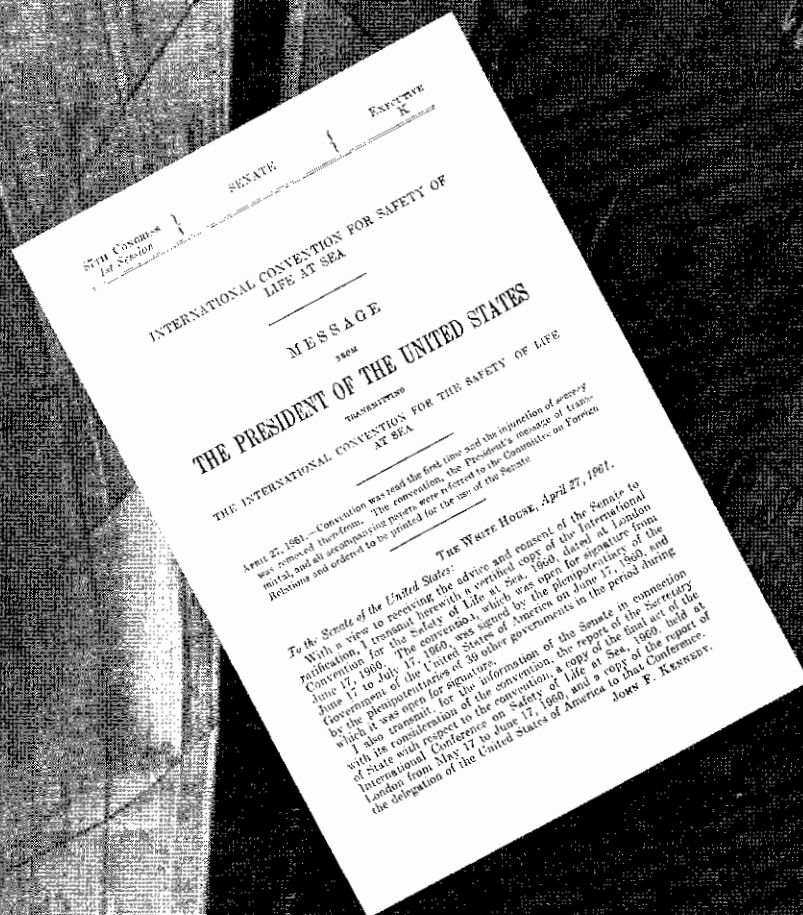 87TH CONGRESS
1st Session
SENATE
EXECUTIVE
K
INTERNATIONAL CONVENTION FOR SAFETY OF
LIFE AT SEA
MESSAGE
FROM
THE PRESIDENT OF THE UNITED STATES
TRANSMITTING
THE INTERNATIONAL CONVENTION FOR THE SAFETY OF LIFE
AT SEA
APRIL 27, 1961.—Convention was read the first time and the injunction of secrecy
was removed therefrom. The convention, the President's message of trans-
mittal, and all accompanying papers were referred to the Committee on Foreign
Relations and ordered to be printed for the use of the Senate
THE WHITE HOUSE, April 27, 1961.
To the Senate of the United States:
With a view to receiving the advice and consent of the Senate to
ratification, I transmit herewith a certified copy of the International
Convention for the Safety of Life at Sea, 1960, dated at London
June 17, 1960. The convention, which was open for signature from
June 17 to July 17, 1960, was signed by the plenipotentiary of the
Government of the United States of America on June 17, 1960, and
by the plenipotentiaries of 39 other governments in the period during
which it was open for signature.
I also transmit, for the information of the Senate in connection
with its consideration of the convention, the report of the Secretary
of State with respect to the convention, a copy of the final act of the
International Conference on Safety of Life at Sea, 1960, held at
London from May 17 to June 17, 1960, and a copy of the report of
the delegation of the United States of America to that Conference.
JOHN F. KENNEDY.